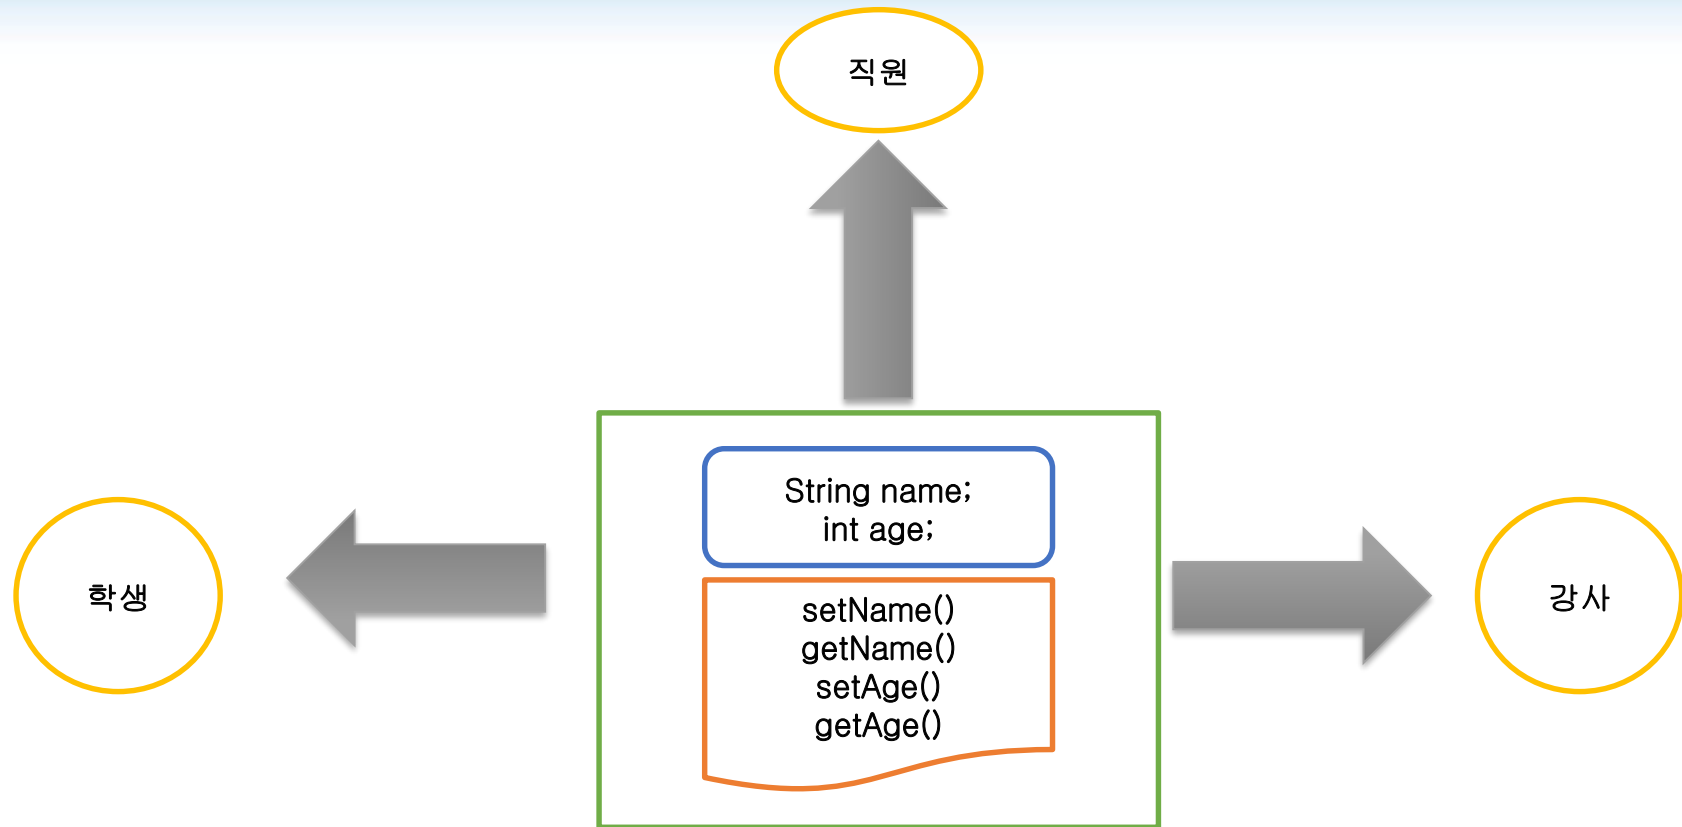 직원
String name;
int age;
학생
강사
setName()
getName()
setAge()
getAge()